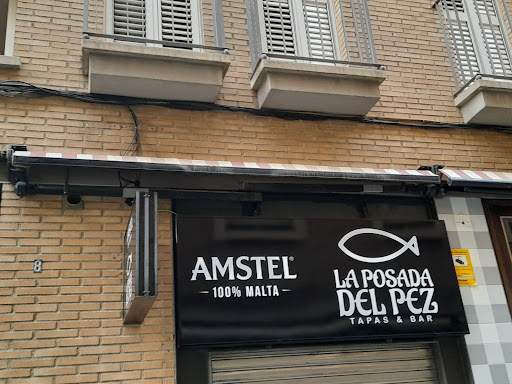 8
AMSTEL®
100% MALTA
LA POSADA
DEL PEZ
TAPAS & BAR